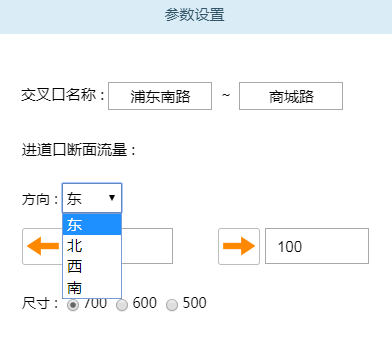 参数设置
交叉口名称： 浦东南路 ~ 商城路
进道口断面流量：
方向： 东
东
北
西
南
100
尺寸： 700 600 500